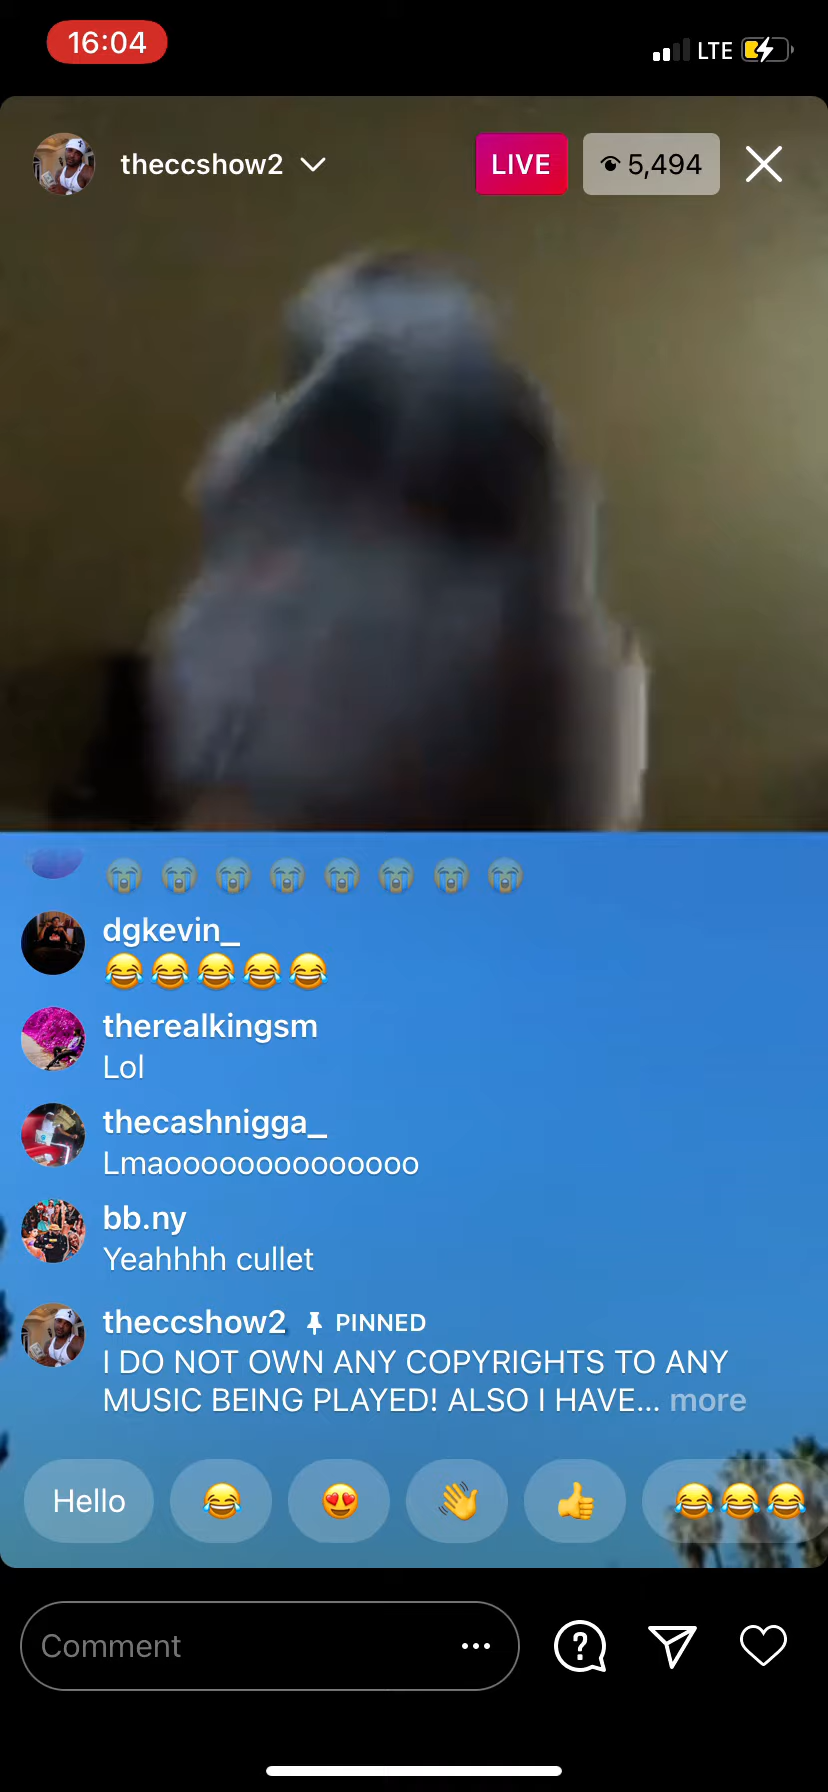 16:04
LTE
theccshow2
LIVE
5,494
😭 😭 😭 😭 😭 😭 😭 😭
dgkevin_
😂😂😂😂😂
therealkingsm
Lol
thecashnigga_
Lmaoooooooooooooo
bb.ny
Yeahhhh cullet
theccshow2 PINNED
I DO NOT OWN ANY COPYRIGHTS TO ANY
MUSIC BEING PLAYED! ALSO I HAVE... more
Hello 😂 😍 👋 👍 😂😂😂
Comment